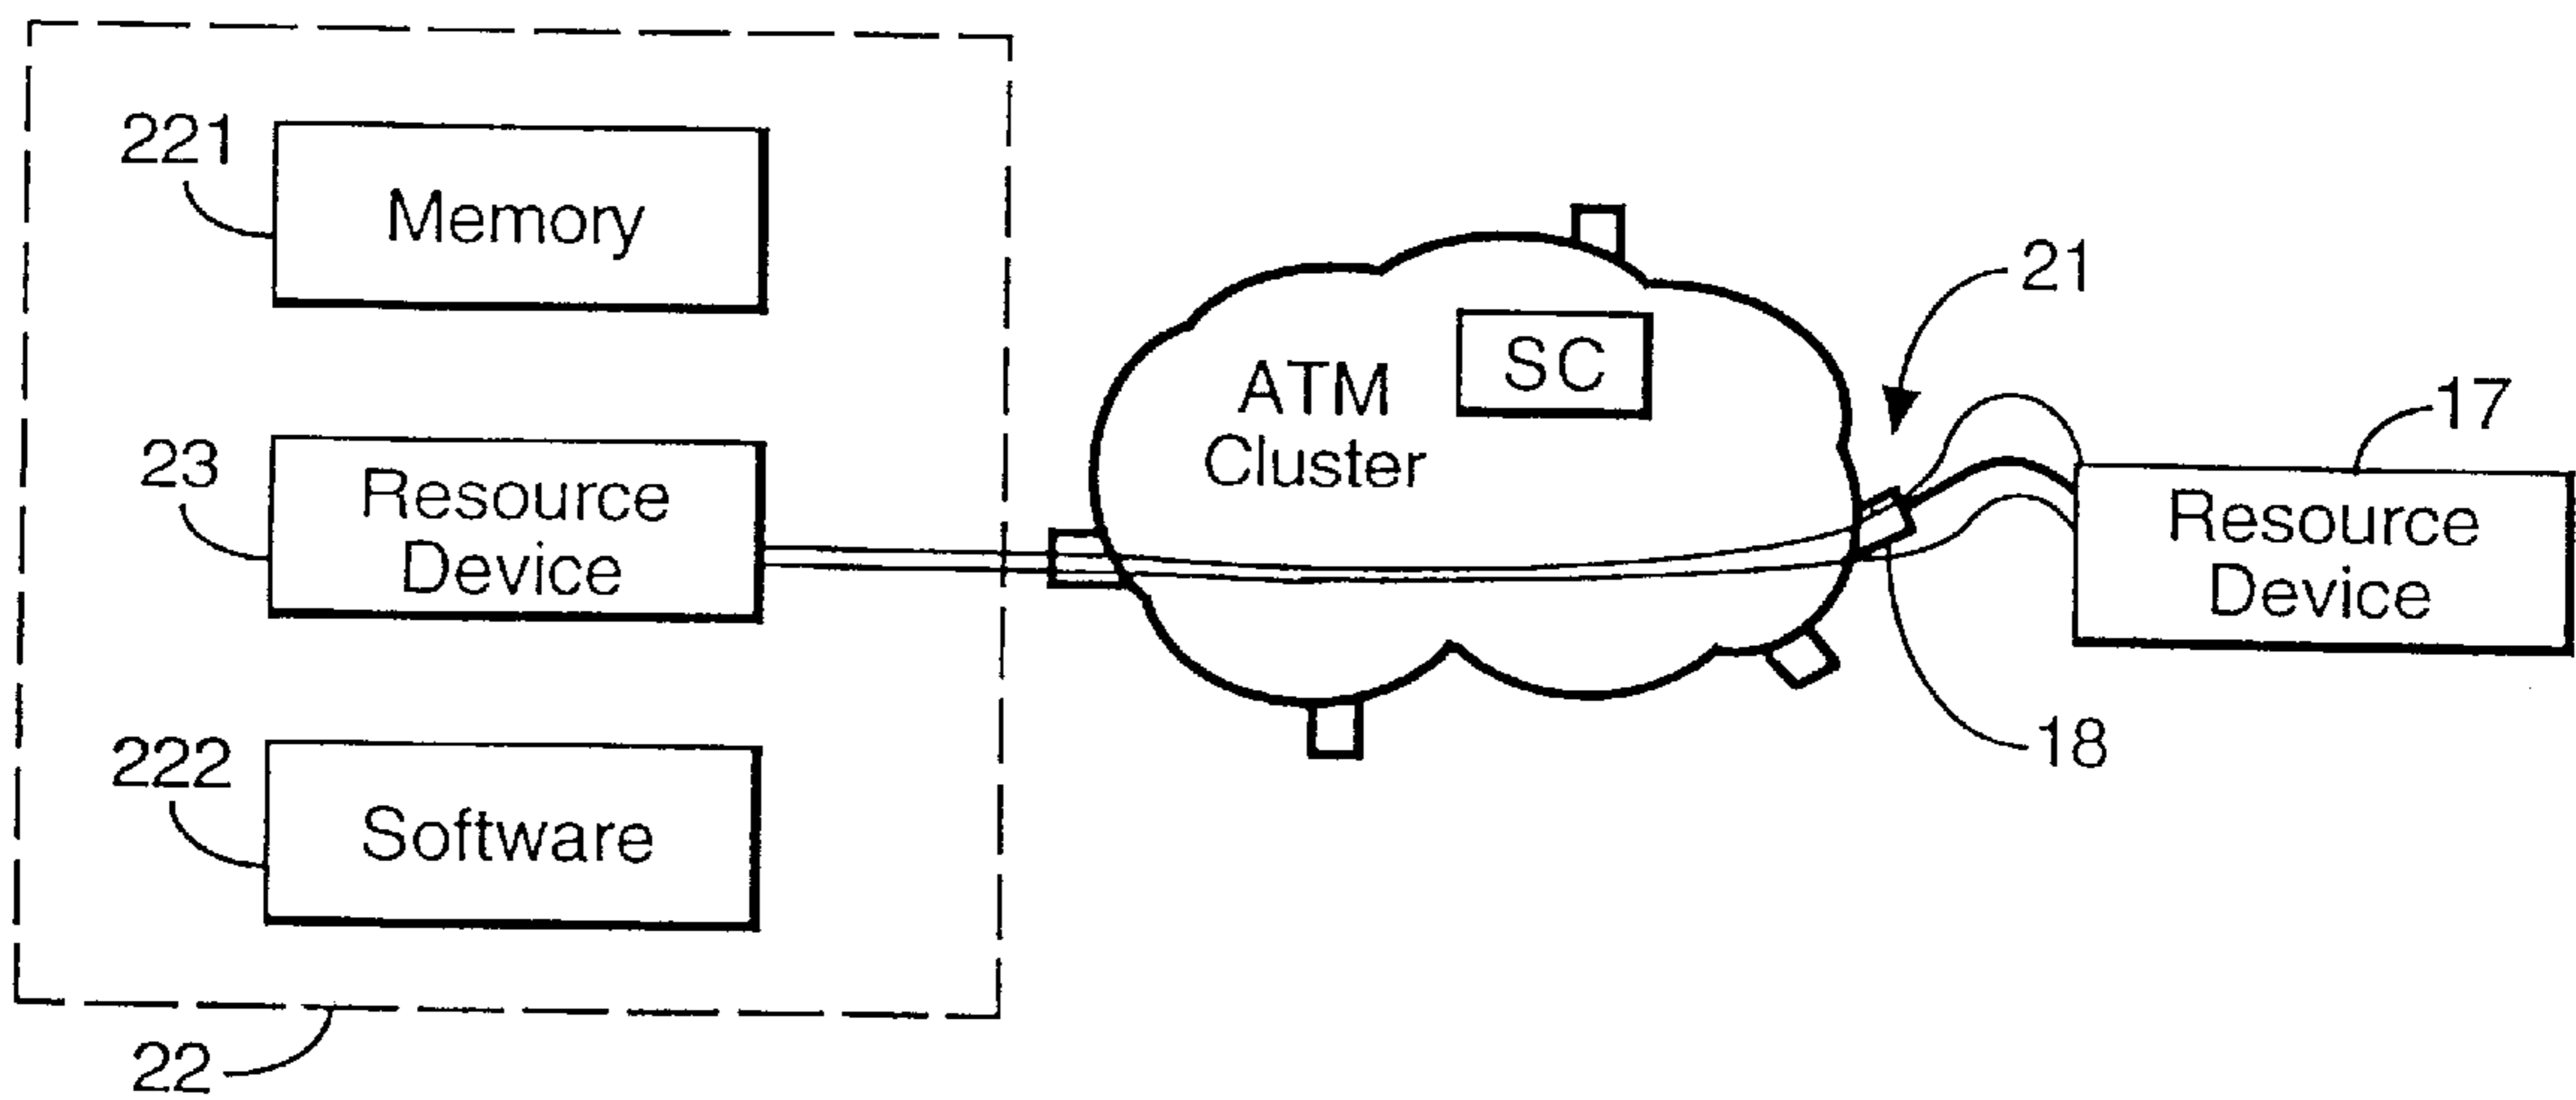 221
Memory
23
Resource
Device
222
Software
22
ATM
Cluster
SC
21
17
Resource
Device
18